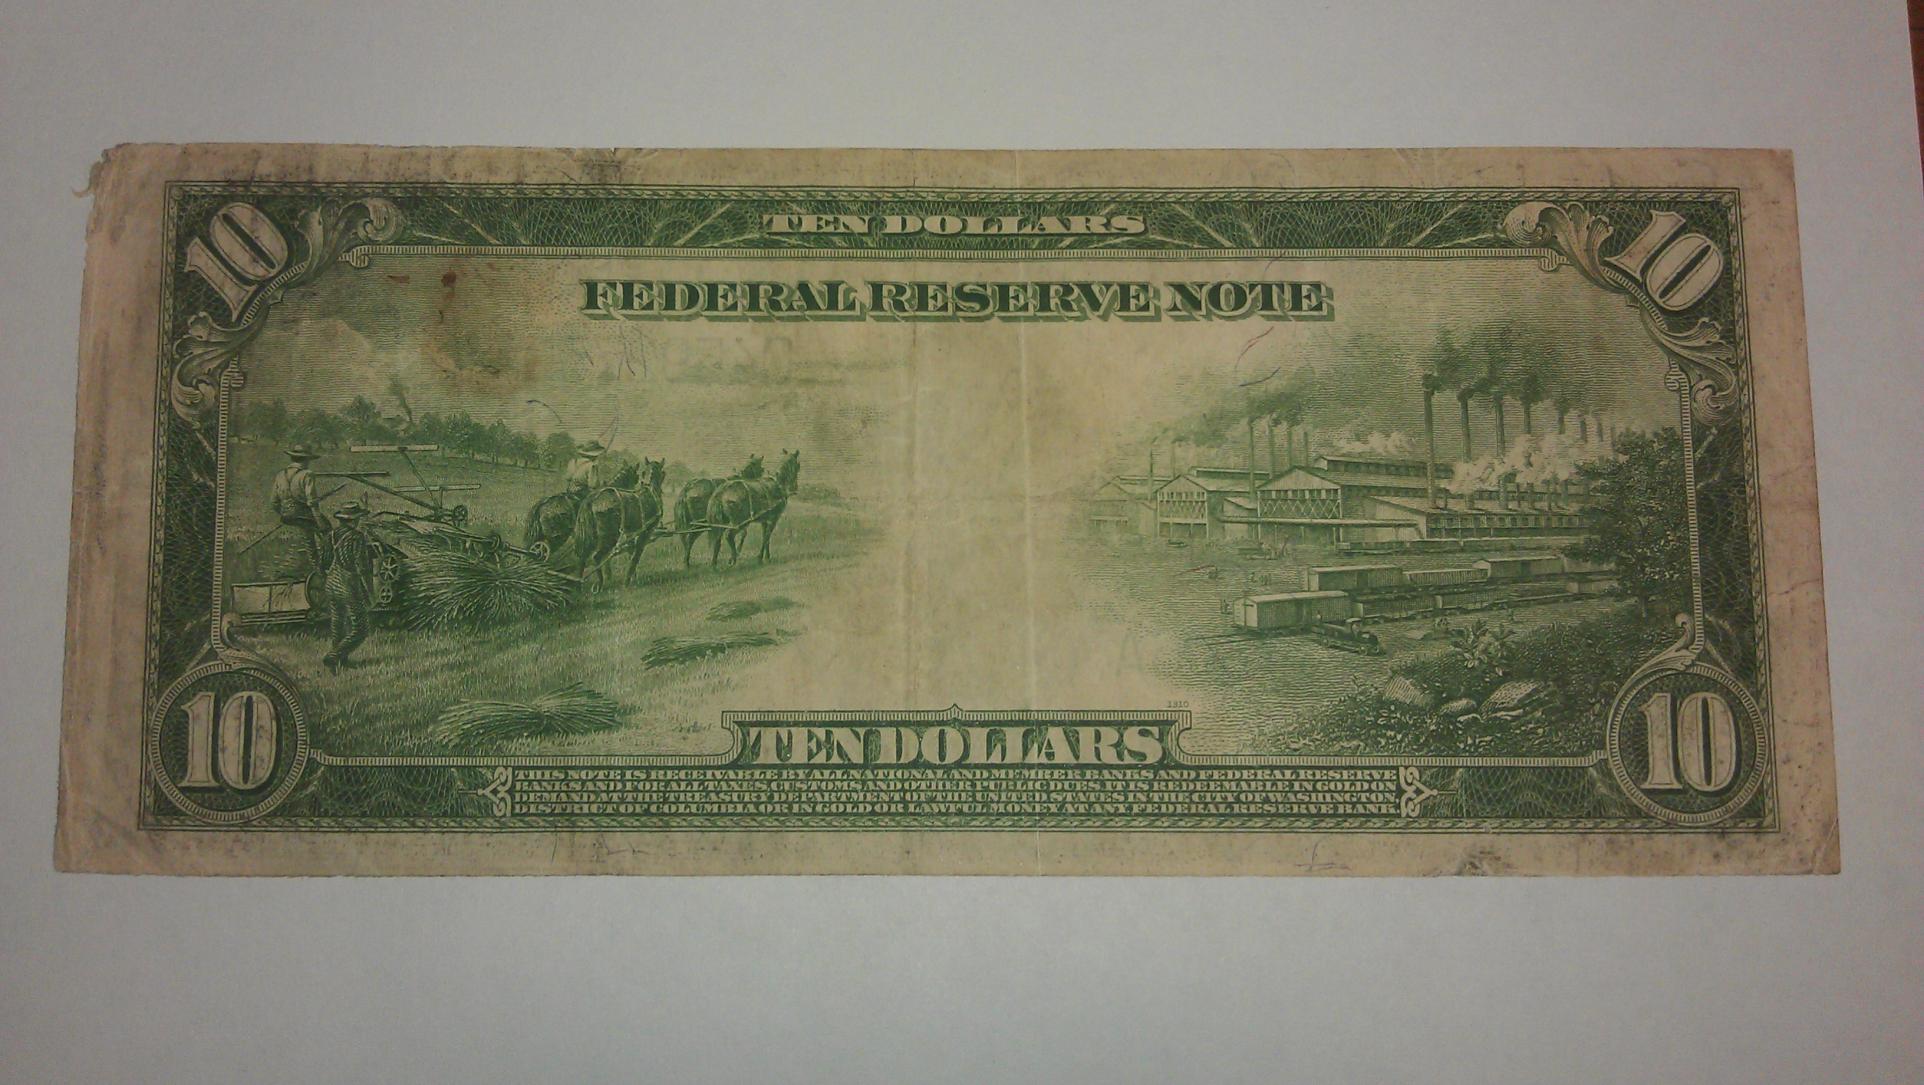 10 TEN DOLLARS 10
FEDERAL RESERVE NOTE
1310
10 TEN DOLLARS 10
THIS NOTE IS RECEIVABLE BY ALL NATIONAL AND MEMBER BANKS AND FEDERAL RESERVE
BANKS AND FOR ALL TAXES, CUSTOMS AND OTHER PUBLIC DUES. IT IS REDEEMABLE IN GOLD ON
DEMAND AT THE TREASURY DEPARTMENT OF THE UNITED STATES IN THE CITY OF WASHINGTON,
DISTRICT OF COLUMBIA OR IN GOLD OR LAWFUL MONEY AT ANY FEDERAL RESERVE BANK.